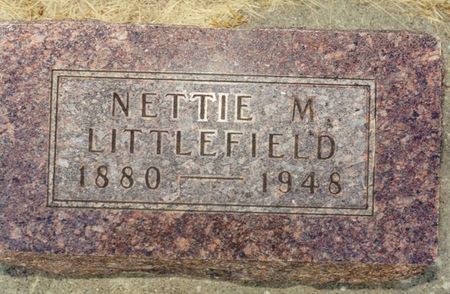 NETTIE M.
LITTLEFIELD
1880 — 1948